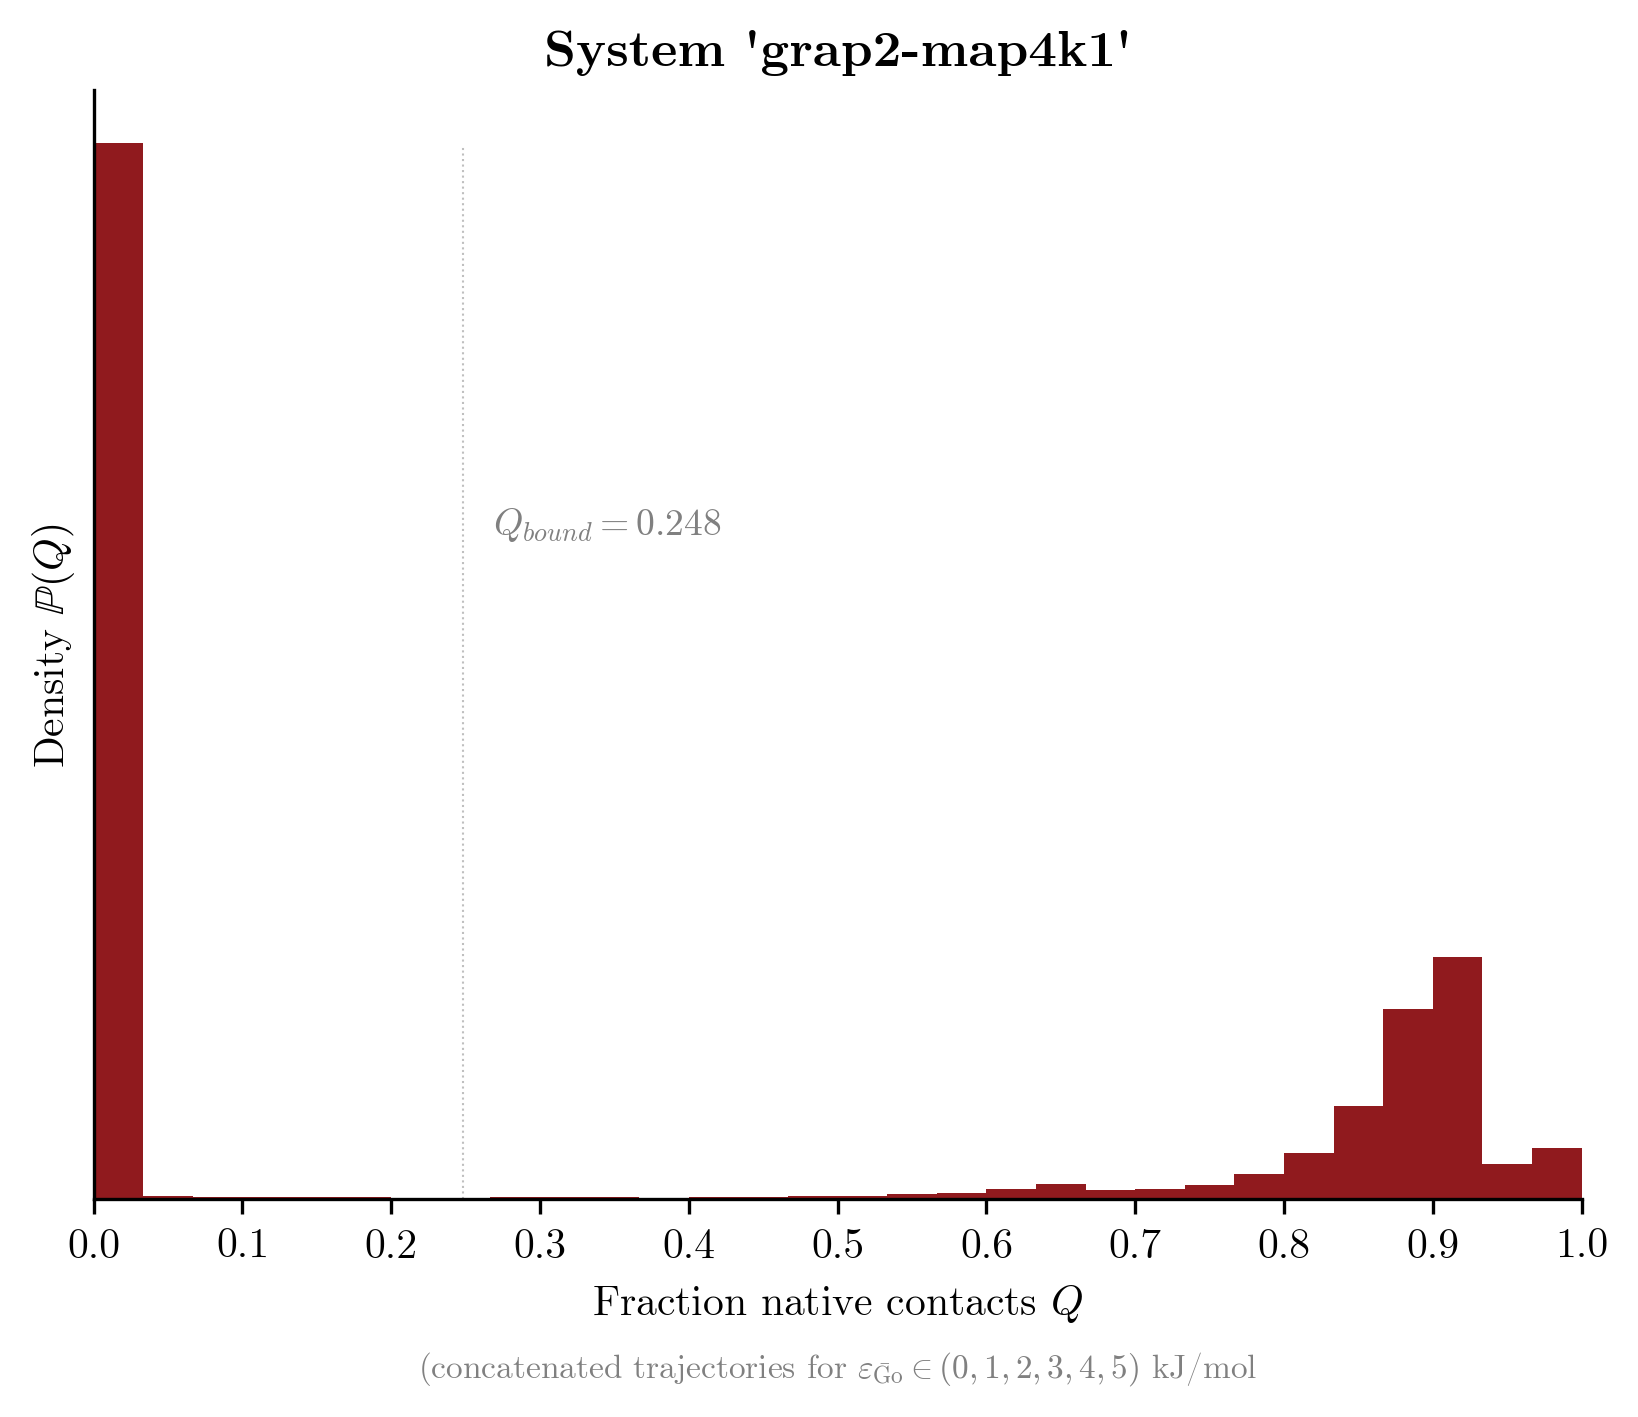 System 'grap2-map4k1'
Density ℙ(Q)
Q_bound = 0.248
0.0 0.1 0.2 0.3 0.4 0.5 0.6 0.7 0.8 0.9 1.0
Fraction native contacts Q
(concatenated trajectories for ε_Ḡo ∈ (0, 1, 2, 3, 4, 5) kJ/mol